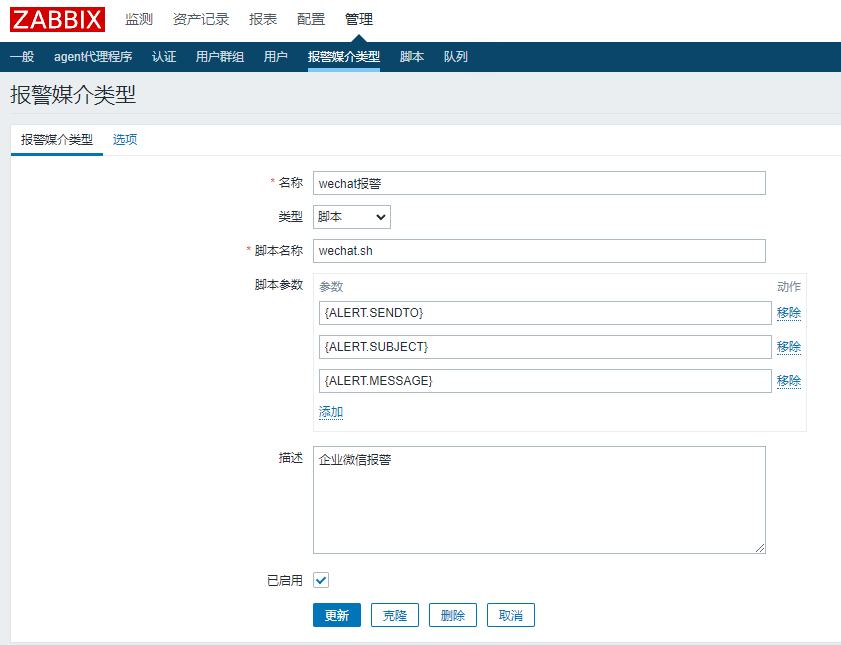 ZABBIX 监测 资产记录 报表 配置 管理
一般 agent代理程序 认证 用户群组 用户 报警媒介类型 脚本 队列
报警媒介类型
报警媒介类型 选项
* 名称 wechat报警
类型 脚本
* 脚本名称 wechat.sh
脚本参数 参数 动作
{ALERT.SENDTO} 移除
{ALERT.SUBJECT} 移除
{ALERT.MESSAGE} 移除
添加
描述 企业微信报警
已启用
更新 克隆 删除 取消